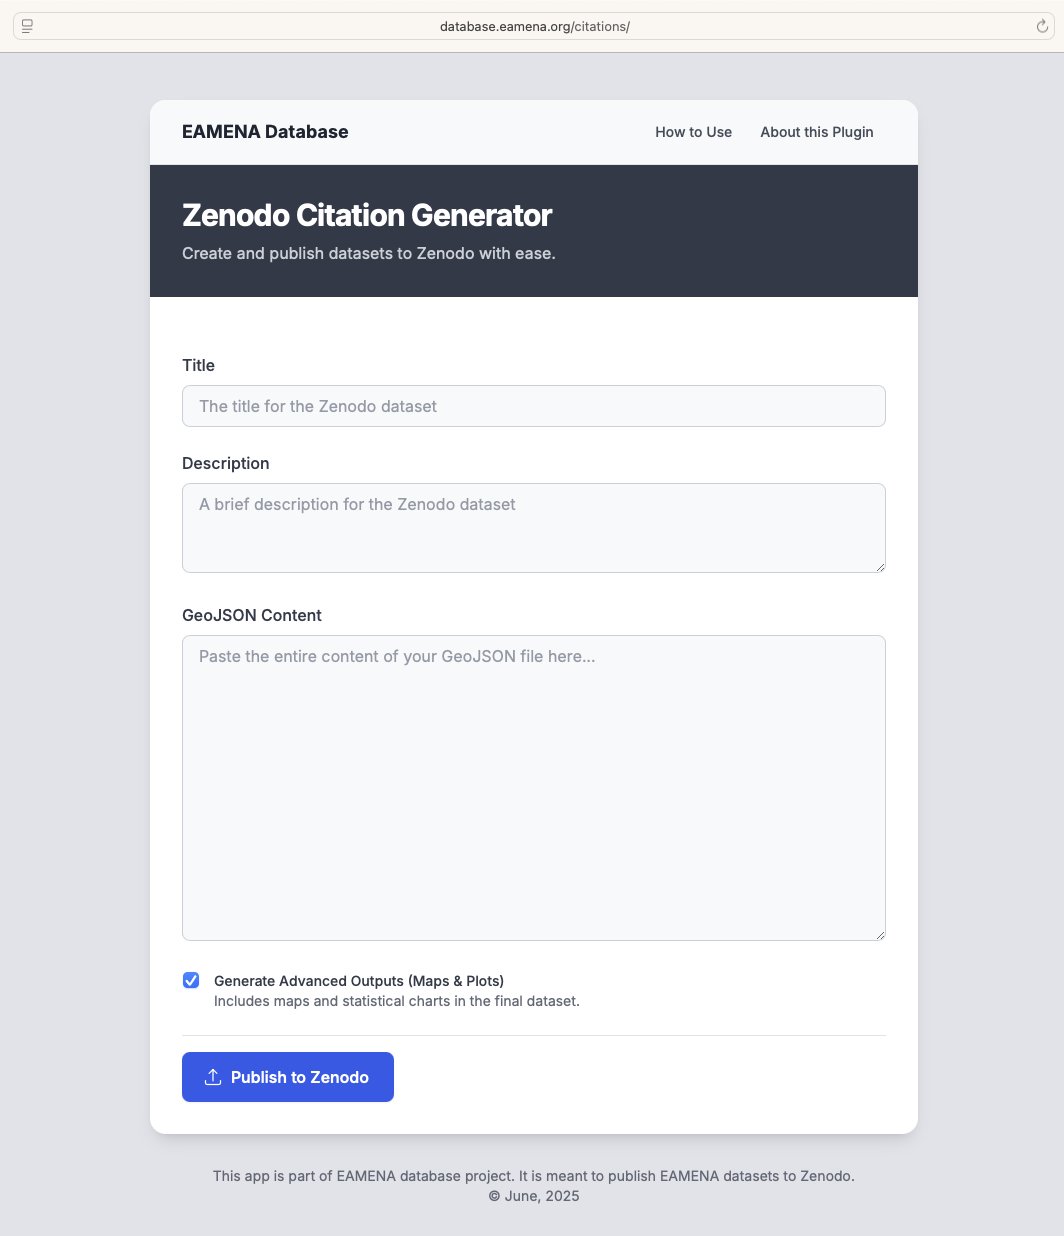 database.eamena.org/citations/
EAMENA Database
How to Use
About this Plugin
Zenodo Citation Generator
Create and publish datasets to Zenodo with ease.
Title
The title for the Zenodo dataset
Description
A brief description for the Zenodo dataset
GeoJSON Content
Paste the entire content of your GeoJSON file here...
Generate Advanced Outputs (Maps & Plots)
Includes maps and statistical charts in the final dataset.
Publish to Zenodo
This app is part of EAMENA database project. It is meant to publish EAMENA datasets to Zenodo.
© June, 2025